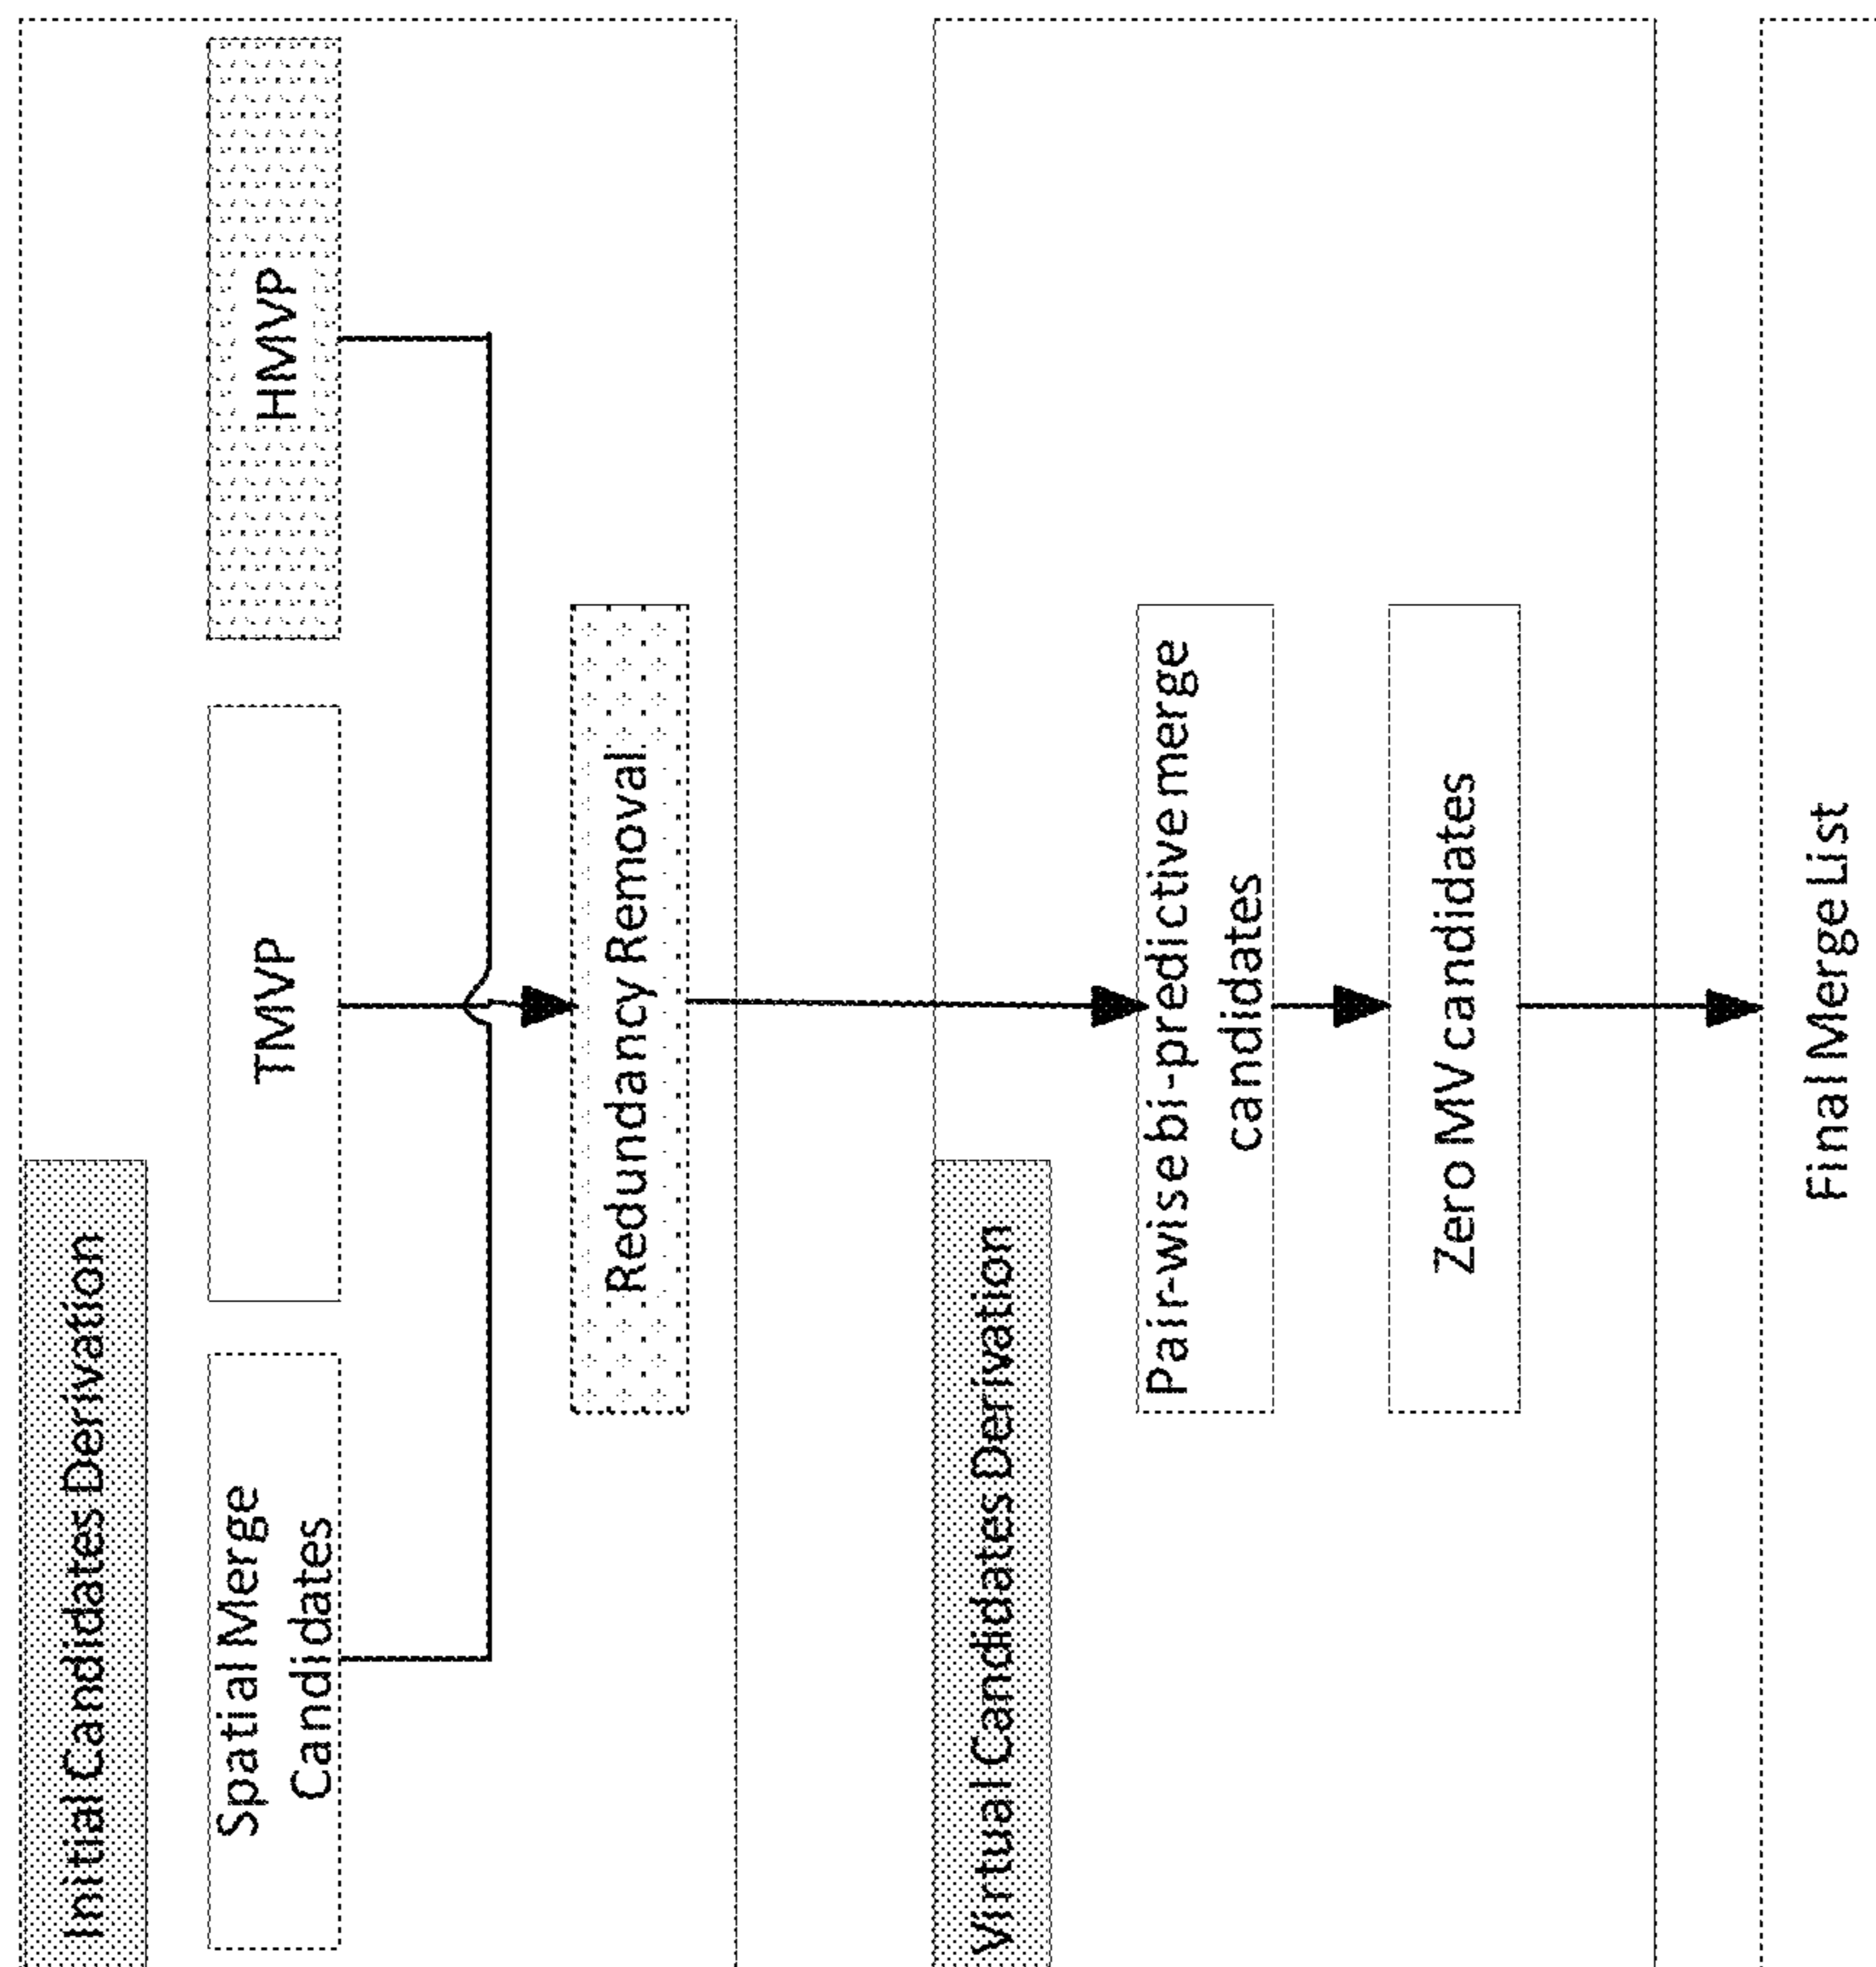 Initial Candidates Derivation
Spatial Merge
Candidates
TMVP
HMVP
Redundancy Removal
Virtual Candidates Derivation
Pair-wise bi-predictive merge
candidates
Zero MV candidates
Final Merge List